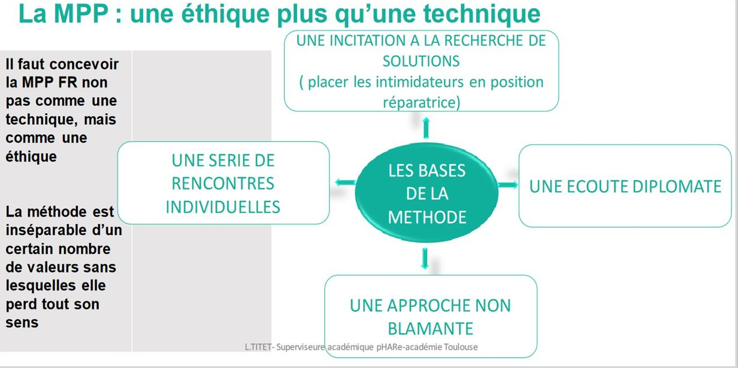 La MPP : une éthique plus qu'une technique
Il faut concevoir
la MPP FR non
pas comme une
technique, mais
comme une
éthique
La méthode est
inséparable d'un
certain nombre
de valeurs sans
lesquelles elle
perd tout son
sens
UNE INCITATION A LA RECHERCHE DE
SOLUTIONS
( placer les intimidateurs en position
réparatrice)
UNE SERIE DE
RENCONTRES
INDIVIDUELLES
LES BASES
DE LA
METHODE
UNE ECOUTE DIPLOMATE
UNE APPROCHE NON
BLAMANTE
L.TITET- Superviseure académique pHARe-académie Toulouse